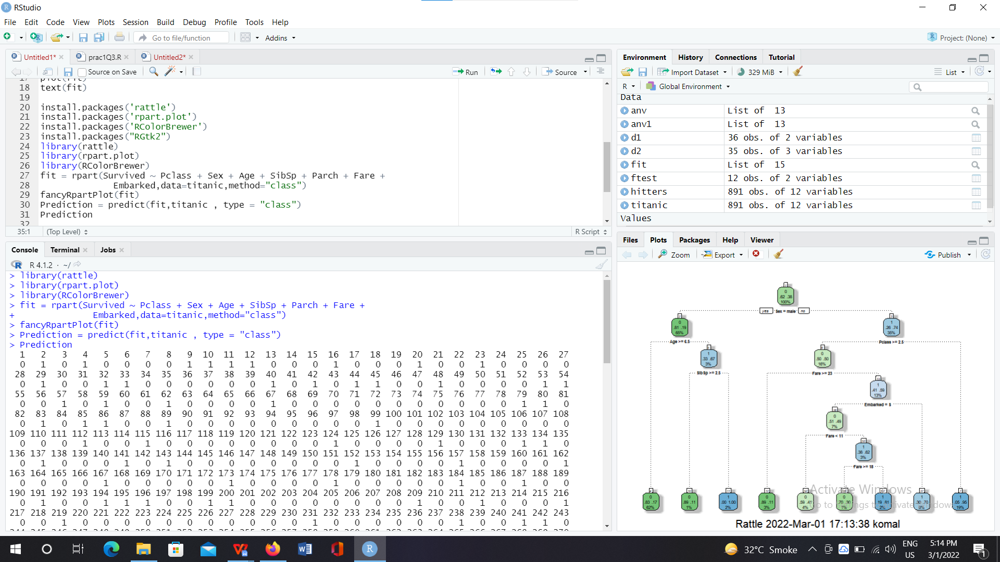 RStudio
File Edit Code View Plots Session Build Debug Profile Tools Help
Go to file/function Addins Project: (None)
Untitled1* prac1Q3.R Untitled2*
Source on Save Run Source
17 plot(fit)
18 text(fit)
19
20 install.packages('rattle')
21 install.packages('rpart.plot')
22 install.packages('RColorBrewer')
23 install.packages("RGtk2")
24 library(rattle)
25 library(rpart.plot)
26 library(RColorBrewer)
27 fit = rpart(Survived ~ Pclass + Sex + Age + SibSp + Parch + Fare +
28 Embarked,data=titanic,method="class")
29 fancyRpartPlot(fit)
30 Prediction = predict(fit,titanic , type = "class")
31 Prediction
32
35:1 (Top Level) R Script
Console Terminal Jobs
R 4.1.2 · ~/
> library(rattle)
> library(rpart.plot)
> library(RColorBrewer)
> fit = rpart(Survived ~ Pclass + Sex + Age + SibSp + Parch + Fare +
+ Embarked,data=titanic,method="class")
> fancyRpartPlot(fit)
> Prediction = predict(fit,titanic , type = "class")
> Prediction
1 2 3 4 5 6 7 8 9 10 11 12 13 14 15 16 17 18 19 20 21 22 23 24 25 26 27
0 1 0 1 0 0 0 0 1 1 1 1 0 0 0 1 0 0 0 1 0 0 1 0 0 0 0
28 29 30 31 32 33 34 35 36 37 38 39 40 41 42 43 44 45 46 47 48 49 50 51 52 53 54
0 1 0 0 1 1 0 0 0 0 0 0 1 0 1 0 1 1 0 0 1 0 0 0 0 1 1
55 56 57 58 59 60 61 62 63 64 65 66 67 68 69 70 71 72 73 74 75 76 77 78 79 80 81
0 0 1 0 1 0 0 1 0 0 0 0 1 0 0 0 0 0 0 0 0 0 0 0 1 1 0
82 83 84 85 86 87 88 89 90 91 92 93 94 95 96 97 98 99 100 101 102 103 104 105 106 107 108
0 1 0 1 1 0 0 1 0 0 0 0 0 0 0 0 0 1 0 0 0 0 0 0 0 0 0
109 110 111 112 113 114 115 116 117 118 119 120 121 122 123 124 125 126 127 128 129 130 131 132 133 134 135
0 0 0 1 0 0 1 0 0 0 0 0 0 0 0 1 0 0 0 0 1 0 0 0 1 1 0
136 137 138 139 140 141 142 143 144 145 146 147 148 149 150 151 152 153 154 155 156 157 158 159 160 161 162
0 1 0 0 0 1 0 1 0 0 0 0 0 0 0 0 1 0 0 0 0 1 0 0 0 0 1
163 164 165 166 167 168 169 170 171 172 173 174 175 176 177 178 179 180 181 182 183 184 185 186 187 188 189
0 0 0 0 1 0 0 0 0 0 1 0 0 0 0 1 0 0 0 0 0 1 0 0 1 0 0
190 191 192 193 194 195 196 197 198 199 200 201 202 203 204 205 206 207 208 209 210 211 212 213 214 215 216
0 1 0 0 1 1 1 0 0 1 1 0 0 0 0 0 0 0 0 1 0 0 1 0 0 0 1
217 218 219 220 221 222 223 224 225 226 227 228 229 230 231 232 233 234 235 236 237 238 239 240 241 242 243
0 0 1 0 0 0 0 0 0 0 0 0 0 0 1 0 0 0 0 0 0 1 0 0 1 1 0
Environment History Connections Tutorial
Import Dataset 329 MiB List
R Global Environment
Data
anv List of 13
anv1 List of 13
d1 36 obs. of 2 variables
d2 35 obs. of 3 variables
fit List of 15
ftest 12 obs. of 2 variables
hitters 891 obs. of 12 variables
titanic 891 obs. of 12 variables
Values
Files Plots Packages Help Viewer
Zoom Export Publish
1
0
.62 .38
100%
yes Sex = male no
2
0
.81 .19
65%
3
1
.26 .74
35%
Age >= 6.5
Pclass >= 2.5
1
.33 .67
3%
0
.50 .50
16%
SibSp >= 2.5
Fare >= 23
1
.41 .59
13%
Embarked = S
0
.51 .49
7%
Fare < 11
1
.38 .62
3%
Fare >= 18
0
.83 .17
62%
0
.89 .11
1%
1
.00 1.00
2%
0
.89 .11
3%
0
.59 .41
4%
0
.70 .30
1%
1
.19 .81
2%
1
.30 .70
6%
1
.05 .95
19%
Activate Windows
Rattle 2022-Mar-01 17:13:38 komal
32°C Smoke ENG US 5:14 PM 3/1/2022 1